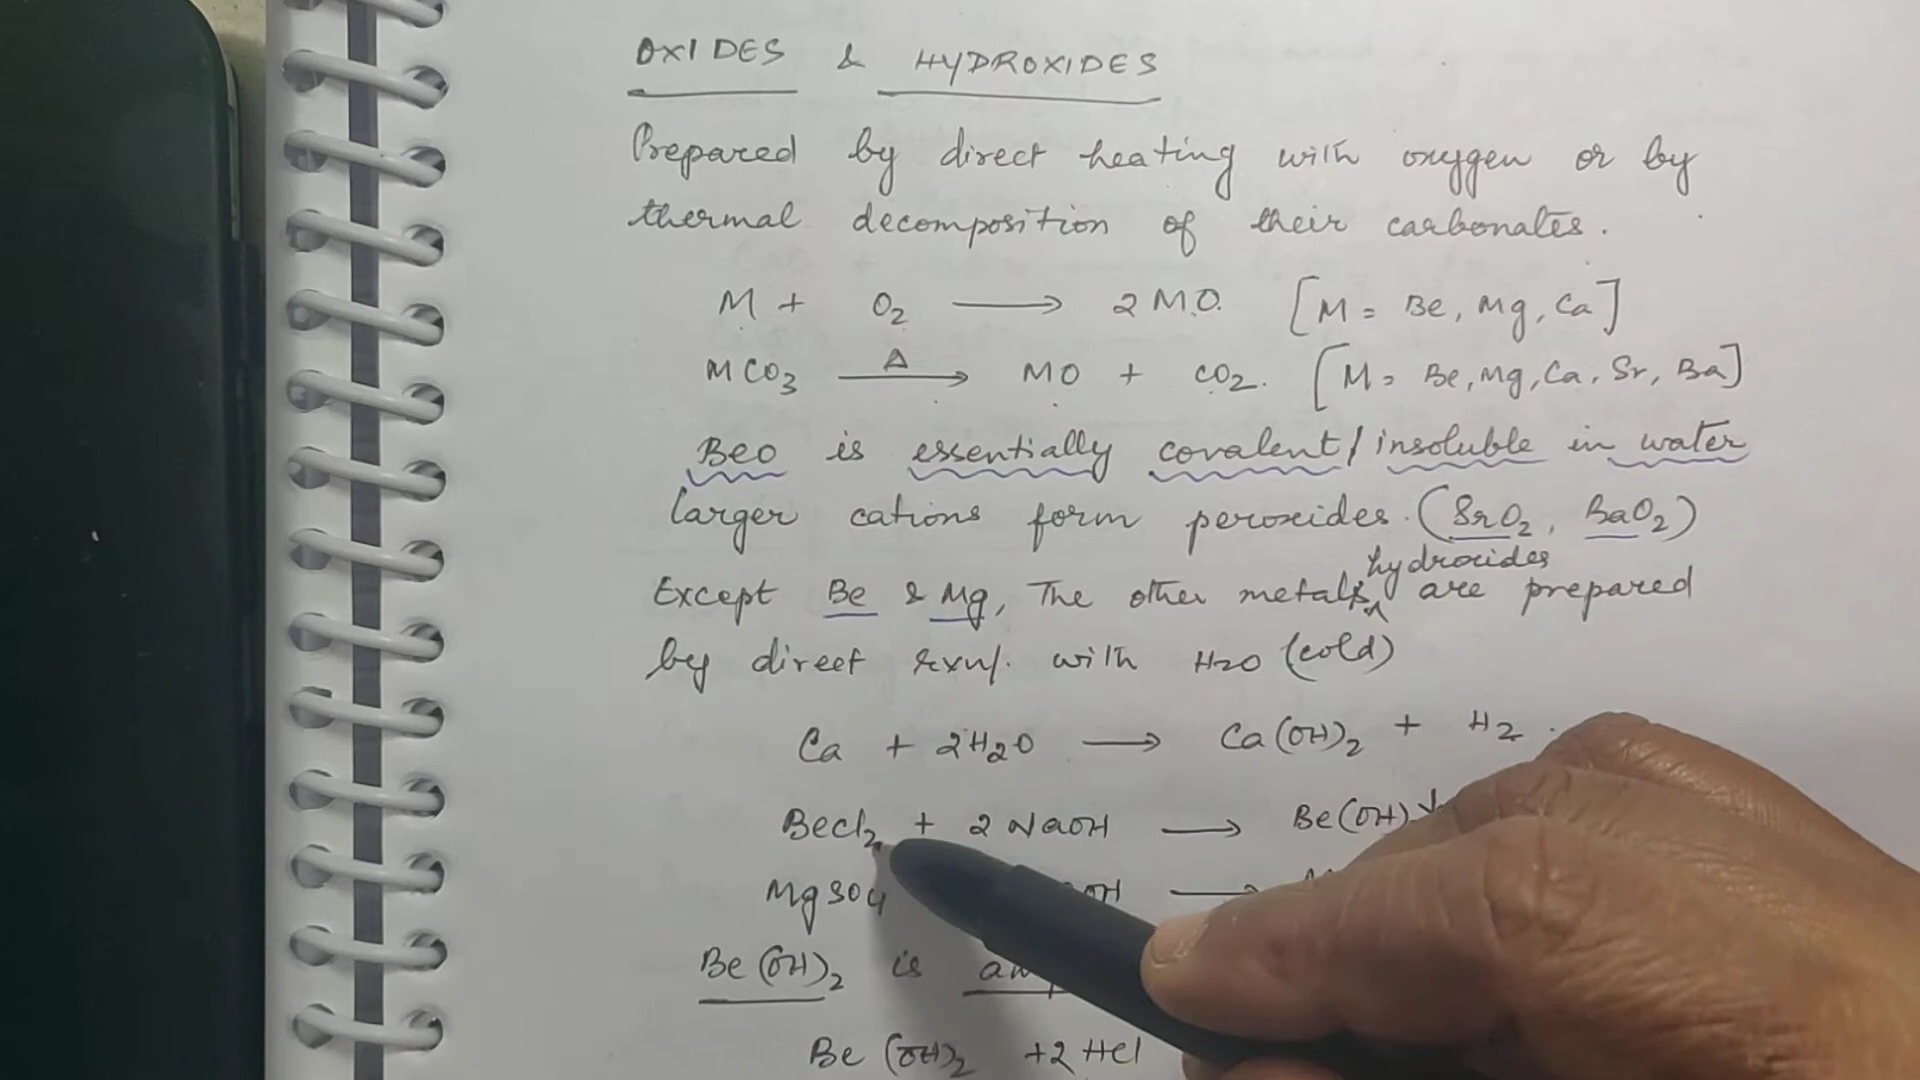 OXIDES & HYDROXIDES
Prepared by direct heating with oxygen or by
thermal decomposition of their carbonates.
M + O₂ ⟶ 2MO. [M = Be, Mg, Ca]
MCO₃ —Δ→ MO + CO₂. [M = Be, Mg, Ca, Sr, Ba]
BeO is essentially covalent/insoluble in water
larger cations form peroxides. (SrO₂, BaO₂)
Except Be & Mg, The other metals hydroxides are prepared
by direct rxn. with H2O (cold)
Ca + 2H₂O ⟶ Ca(OH)₂ + H₂.
BeCl₂ + 2NaOH ⟶ Be(OH)
MgSO₄ OH ⟶
Be(OH)₂ is
Be(OH)₂ + 2HCl